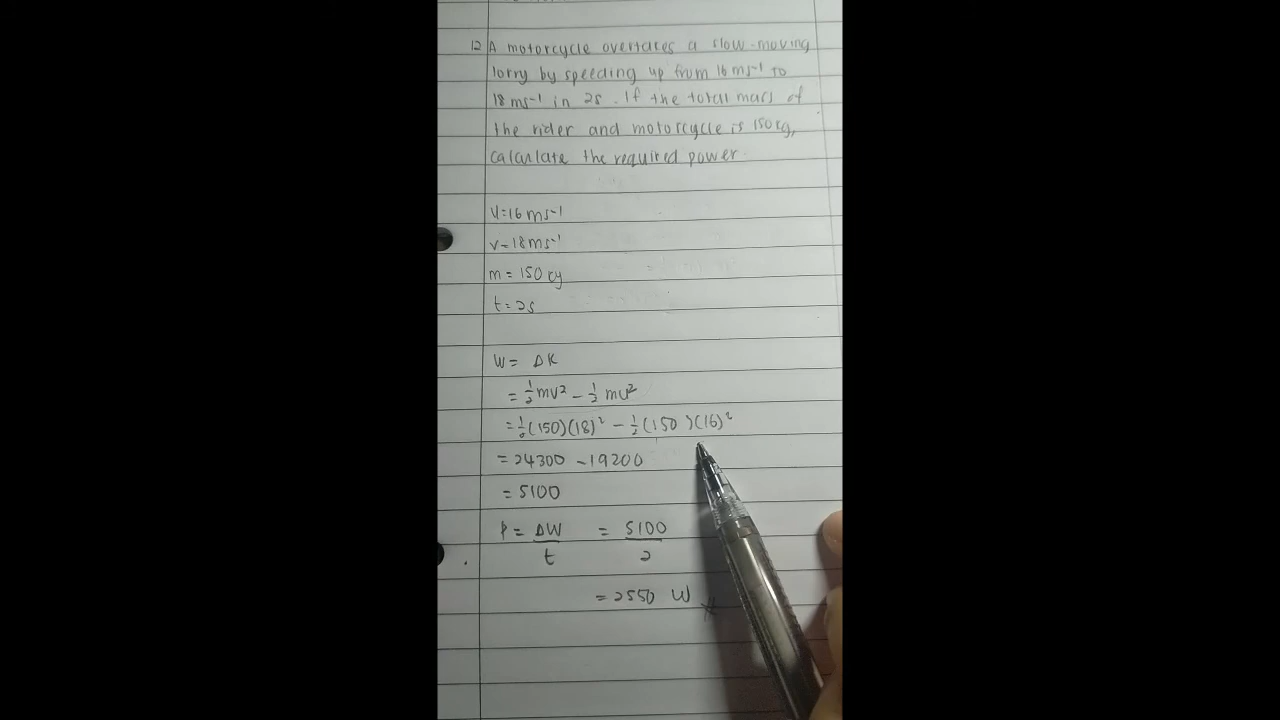 12 A motorcycle overtakes a slow-moving
lorry by speeding up from 16 ms⁻¹ to
18 ms⁻¹ in 2s. If the total mass of
the rider and motorcycle is 150kg,
calculate the required power.
u=16 ms⁻¹
v=18ms⁻¹
m = 150 kg
t=2s
W= ΔK
= ½mv² - ½mu²
= ½(150)(18)² - ½(150)(16)²
= 24300 - 19200
= 5100
P = ΔW/t = 5100/2
= 2550 W